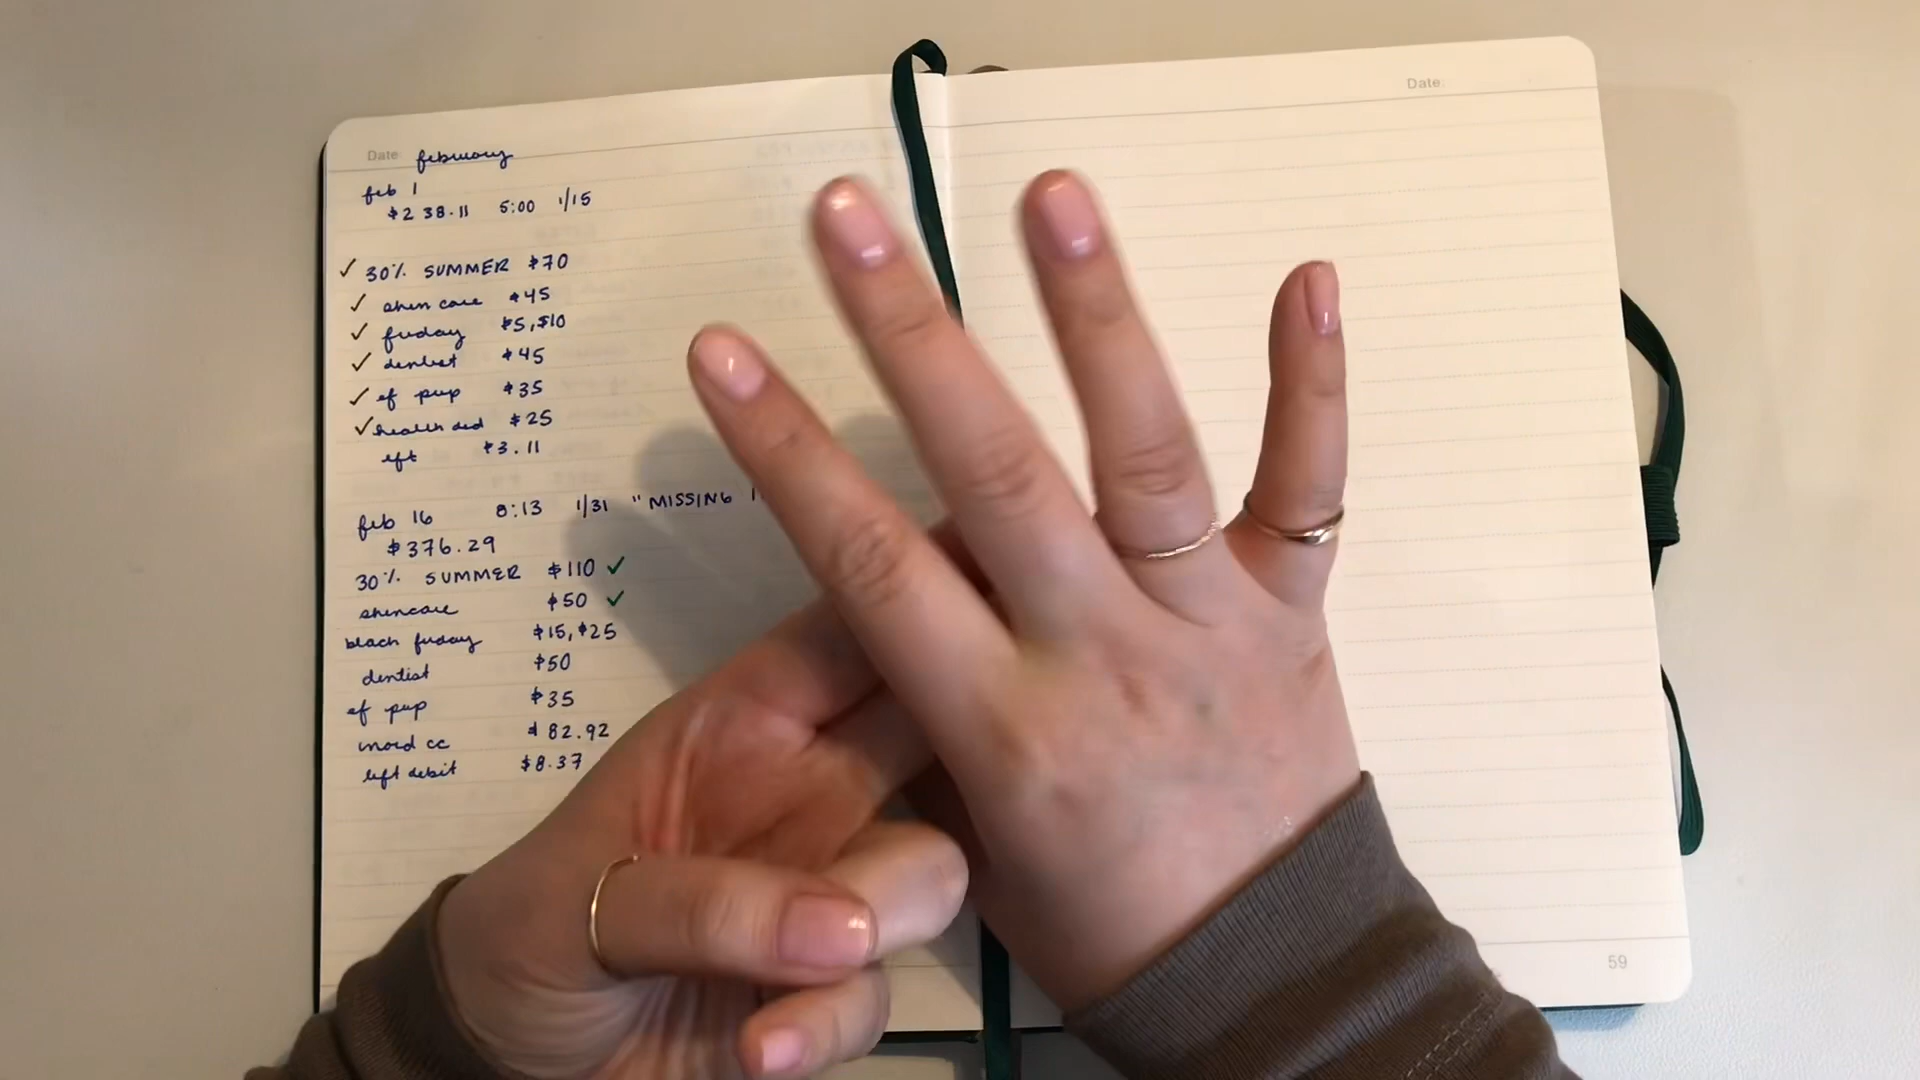 Date: february
feb 1
$238.11 5:00 1/15
✓ 30% SUMMER $70
✓ skin care $45
✓ friday $5, $10
✓ dentist $45
✓ ef pup $35
✓ health ded $25
left $3.11
feb 16 8:13 1/31 "MISSING
$376.29
30% SUMMER $110 ✓
skincare $50 ✓
black friday $15, $25
dentist $50
ef pup $35
$82.92
left debit $8.37
Date:
59